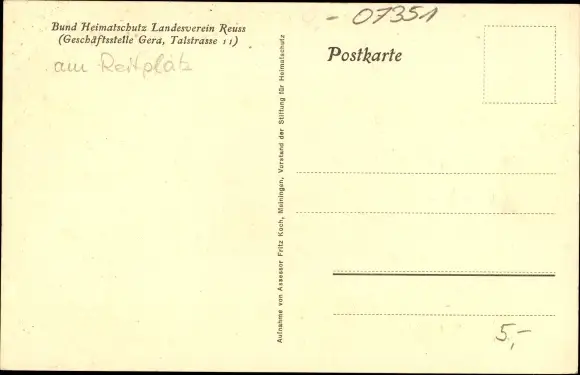 Bund Heimatschutz Landesverein Reuss
(Geschäftsstelle Gera, Talstrasse 11)
am Reitplatz
- 07351
Postkarte
Aufnahme von Assessor Fritz Koch, Meiningen, Vorstand der Stiftung für Heimatschutz
5,-